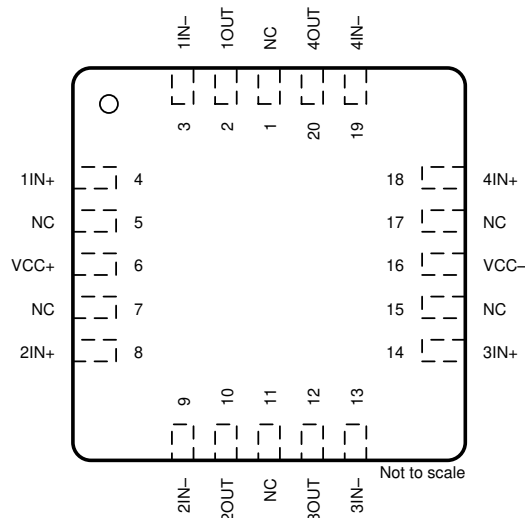 1IN–
1OUT
NC
4OUT
4IN–
3
2
1
20
19
1IN+ 4
18 4IN+
NC 5
17 NC
VCC+ 6
16 VCC–
NC 7
15 NC
2IN+ 8
14 3IN+
9
10
11
12
13
Not to scale
2IN–
2OUT
NC
3OUT
3IN–